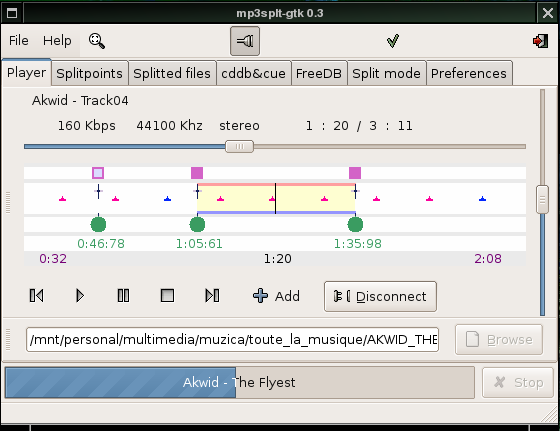 mp3splt-gtk 0.3
File Help
Player Splitpoints Splitted files cddb&cue FreeDB Split mode Preferences
Akwid - Track04
160 Kbps 44100 Khz stereo 1 : 20 / 3 : 11
0:46:78 1:05:61 1:35:98
0:32 1:20 2:08
Add Disconnect
/mnt/personal/multimedia/muzica/toute_la_musique/AKWID_THE Browse
Akwid - The Flyest Stop